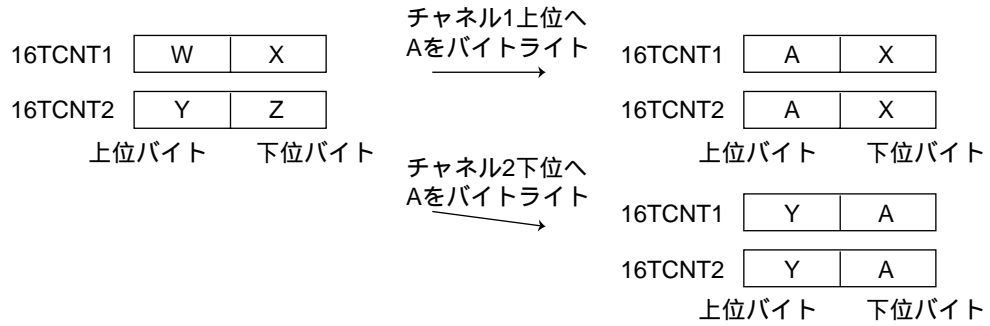 チャネル1上位へ
Aをバイトライト
16TCNT1 W X
16TCNT2 Y Z
上位バイト 下位バイト
16TCNT1 A X
16TCNT2 A X
上位バイト 下位バイト
チャネル2下位へ
Aをバイトライト
16TCNT1 Y A
16TCNT2 Y A
上位バイト 下位バイト